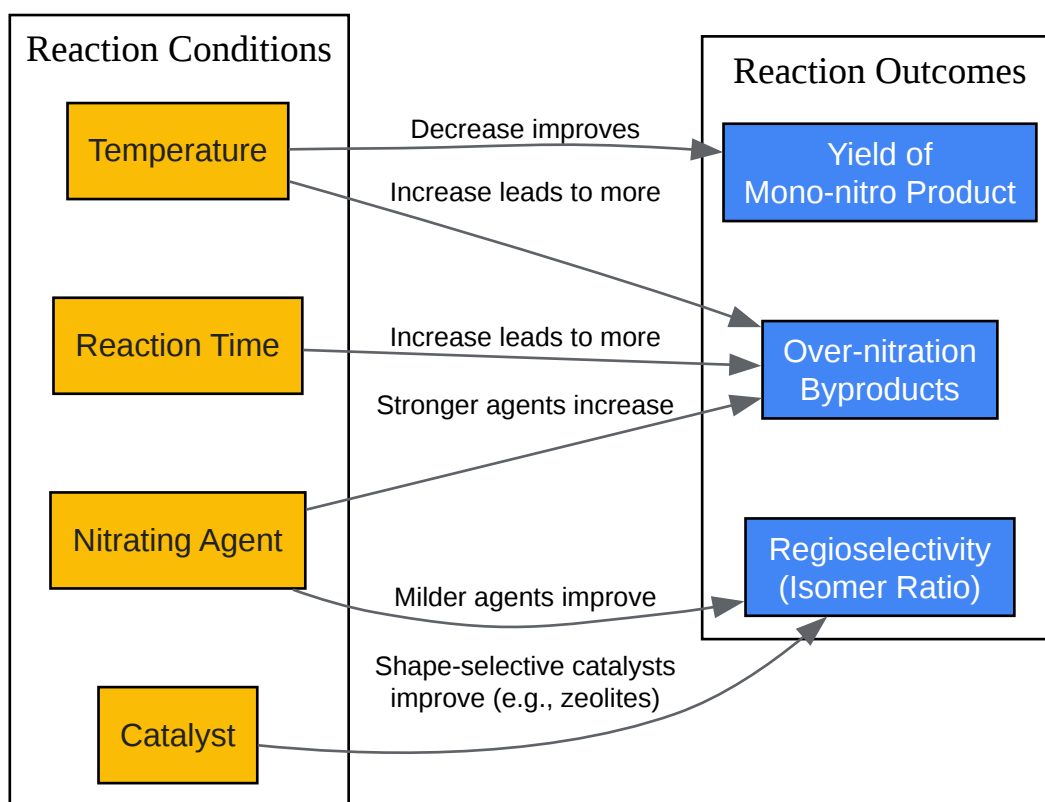 Reaction Conditions
Reaction Outcomes
Temperature
Decrease improves
Yield of
Mono-nitro Product
Increase leads to more
Reaction Time
Increase leads to more
Over-nitration
Byproducts
Stronger agents increase
Nitrating Agent
Regioselectivity
(Isomer Ratio)
Milder agents improve
Shape-selective catalysts
improve (e.g., zeolites)
Catalyst